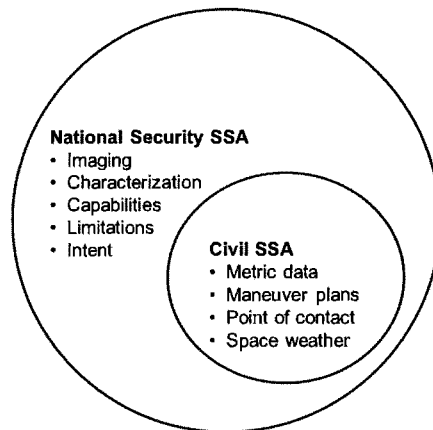 National Security SSA
• Imaging
• Characterization
• Capabilities
• Limitations
• Intent
Civil SSA
• Metric data
• Maneuver plans
• Point of contact
• Space weather